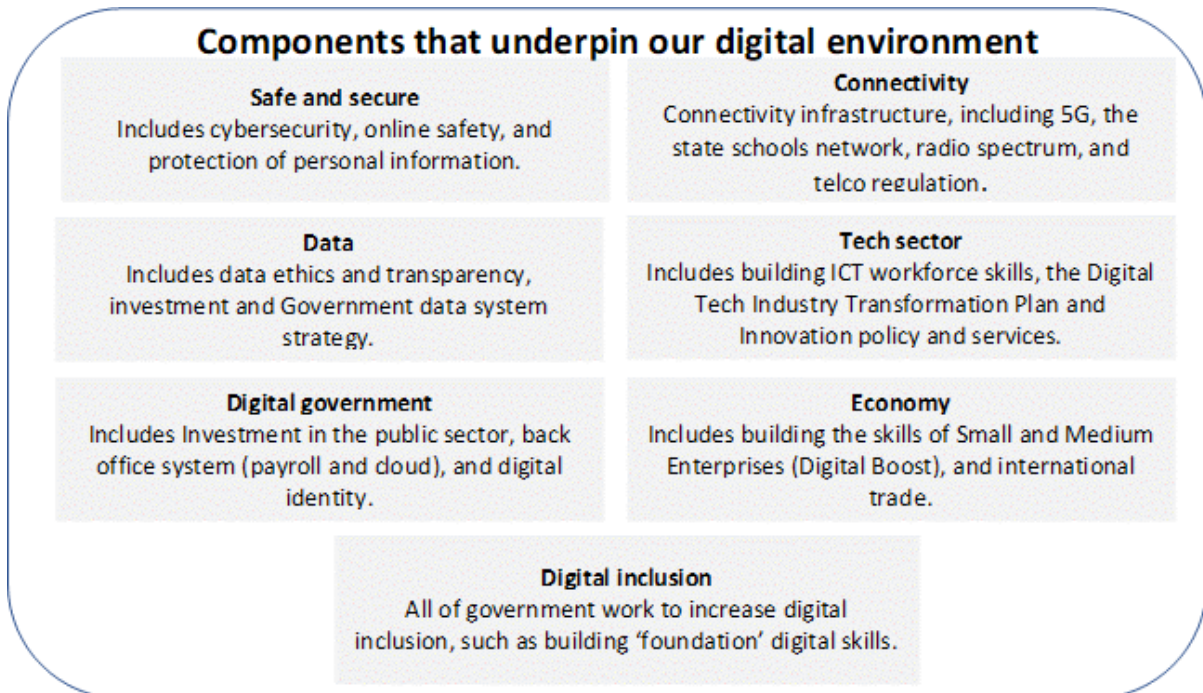 Components that underpin our digital environment
Safe and secure
Includes cybersecurity, online safety, and
protection of personal information.
Connectivity
Connectivity infrastructure, including 5G, the
state schools network, radio spectrum, and
telco regulation.
Data
Includes data ethics and transparency,
investment and Government data system
strategy.
Tech sector
Includes building ICT workforce skills, the Digital
Tech Industry Transformation Plan and
Innovation policy and services.
Digital government
Includes Investment in the public sector, back
office system (payroll and cloud), and digital
identity.
Economy
Includes building the skills of Small and Medium
Enterprises (Digital Boost), and international
trade.
Digital inclusion
All of government work to increase digital
inclusion, such as building ‘foundation’ digital skills.